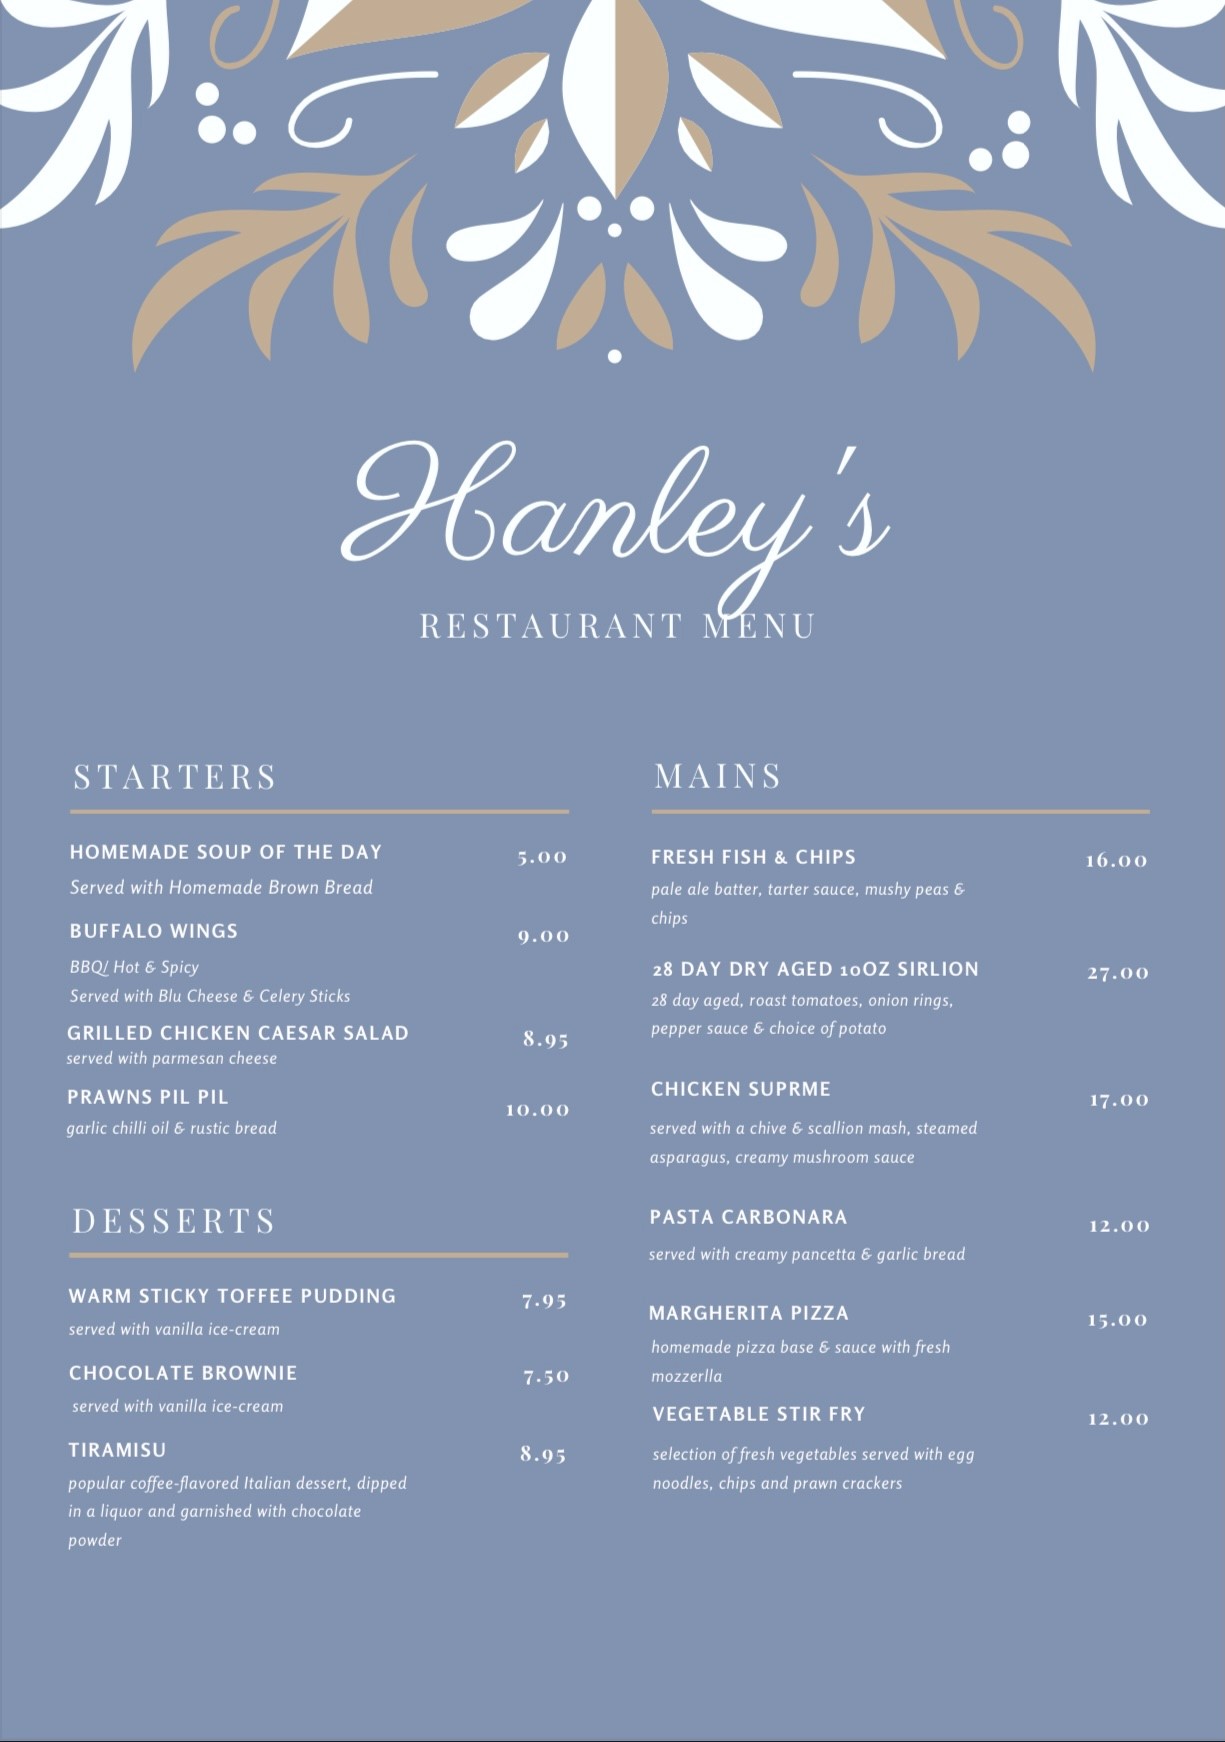 Hanley's
RESTAURANT MENU
STARTERS
HOMEMADE SOUP OF THE DAY 5.00
Served with Homemade Brown Bread
BUFFALO WINGS 9.00
BBQ/ Hot & Spicy
Served with Blu Cheese & Celery Sticks
GRILLED CHICKEN CAESAR SALAD 8.95
served with parmesan cheese
PRAWNS PIL PIL 10.00
garlic chilli oil & rustic bread
DESSERTS
WARM STICKY TOFFEE PUDDING 7.95
served with vanilla ice-cream
CHOCOLATE BROWNIE 7.50
served with vanilla ice-cream
TIRAMISU 8.95
popular coffee-flavored Italian dessert, dipped
in a liquor and garnished with chocolate
powder
MAINS
FRESH FISH & CHIPS 16.00
pale ale batter, tarter sauce, mushy peas &
chips
28 DAY DRY AGED 10OZ SIRLION 27.00
28 day aged, roast tomatoes, onion rings,
pepper sauce & choice of potato
CHICKEN SUPRME 17.00
served with a chive & scallion mash, steamed
asparagus, creamy mushroom sauce
PASTA CARBONARA 12.00
served with creamy pancetta & garlic bread
MARGHERITA PIZZA 15.00
homemade pizza base & sauce with fresh
mozzerlla
VEGETABLE STIR FRY 12.00
selection of fresh vegetables served with egg
noodles, chips and prawn crackers